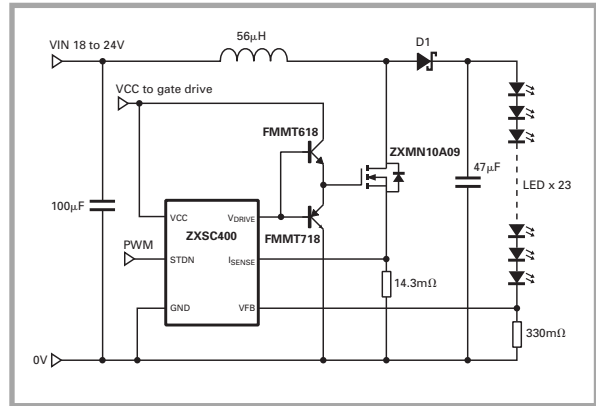 56µH
D1
VIN 18 to 24V
VCC to gate drive
FMMT618
ZXMN10A09
47µF
LED x 23
100µF
VCC
VDRIVE
FMMT718
ZXSC400
PWM
STDN
ISENSE
14.3mΩ
GND
VFB
330mΩ
0V